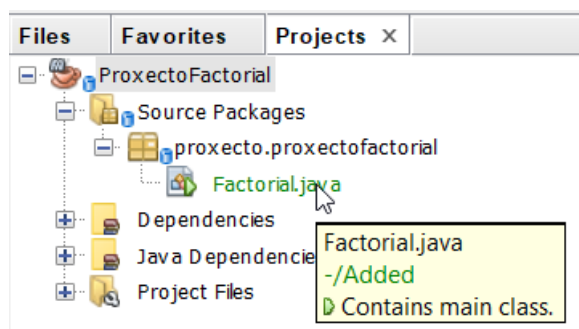 Files Favorites Projects ×
ProxectoFactorial
Source Packages
proxecto.proxectofactorial
Factorial.java
Dependencies
Java Dependencie
Project Files
Factorial.java
-/Added
Contains main class.